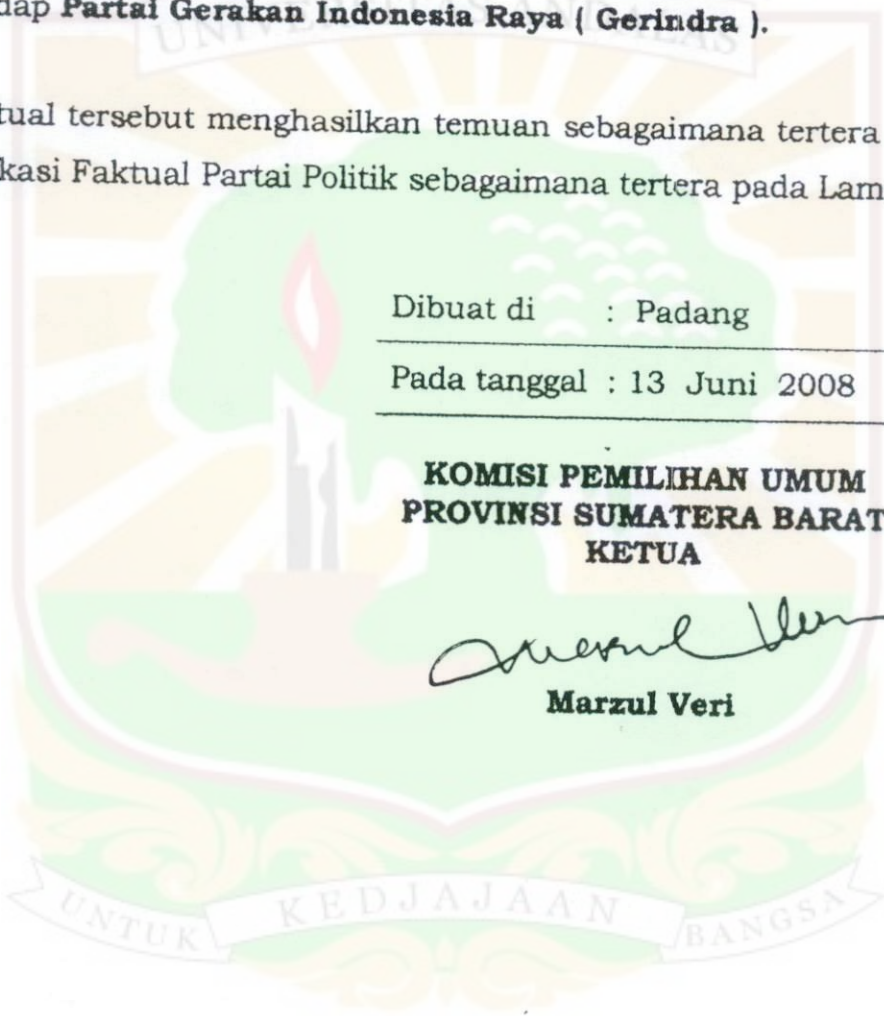 dap Partai Gerakan Indonesia Raya ( Gerindra ).
UNIVERSITAS ANDALAS
tual tersebut menghasilkan temuan sebagaimana tertera
kasi Faktual Partai Politik sebagaimana tertera pada Lam
Dibuat di : Padang
Pada tanggal : 13 Juni 2008
KOMISI PEMILIHAN UMUM
PROVINSI SUMATERA BARAT
KETUA
Marzul Veri
UNTUK KEDJAJAAN BANGSA